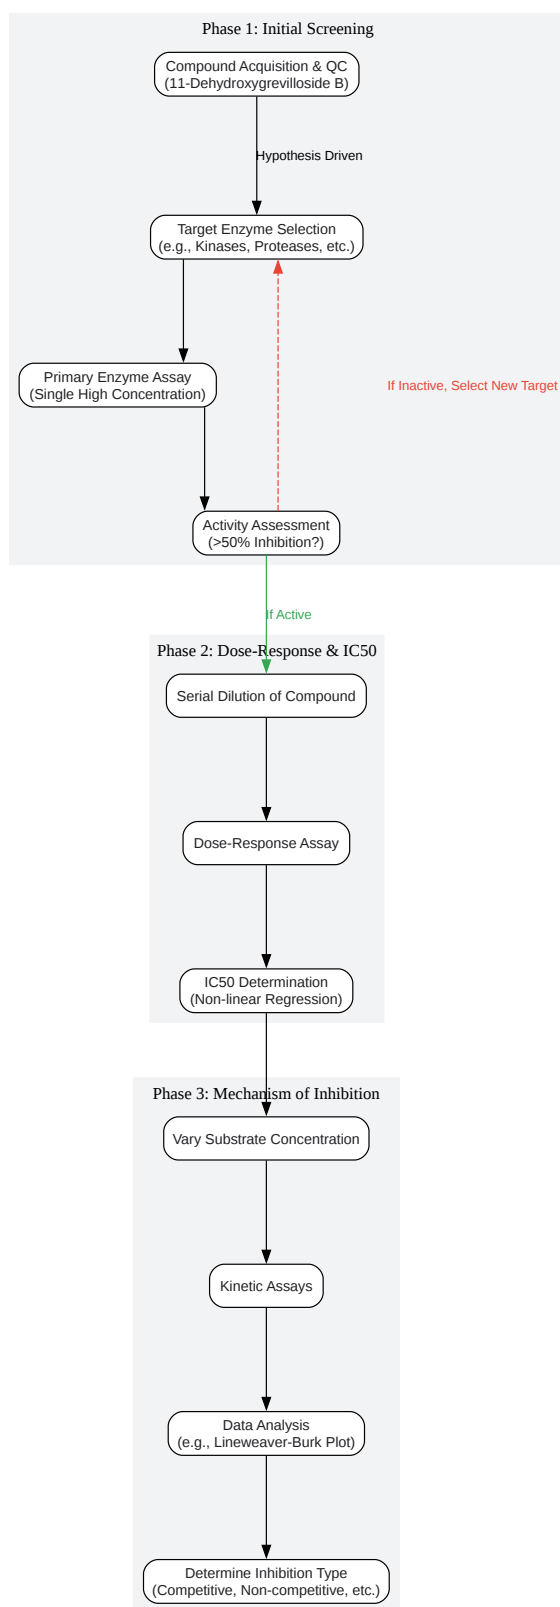 Phase 1: Initial Screening
Compound Acquisition & QC
(11-Dehydroxygrevilloside B)
Hypothesis Driven
Target Enzyme Selection
(e.g., Kinases, Proteases, etc.)
Primary Enzyme Assay
(Single High Concentration)
If Inactive, Select New Target
Activity Assessment
(>50% Inhibition?)
If Active
Phase 2: Dose-Response & IC50
Serial Dilution of Compound
Dose-Response Assay
IC50 Determination
(Non-linear Regression)
Phase 3: Mechanism of Inhibition
Vary Substrate Concentration
Kinetic Assays
Data Analysis
(e.g., Lineweaver-Burk Plot)
Determine Inhibition Type
(Competitive, Non-competitive, etc.)